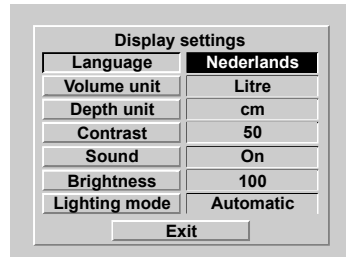 Display settings
Language Nederlands
Volume unit Litre
Depth unit cm
Contrast 50
Sound On
Brightness 100
Lighting mode Automatic
Exit